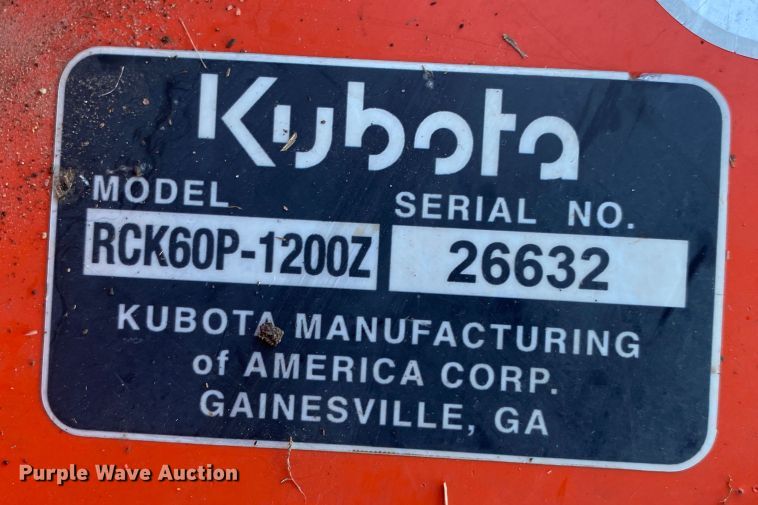 Kubota
MODEL SERIAL NO.
RCK60P-1200Z 26632
KUBOTA MANUFACTURING
of AMERICA CORP.
GAINESVILLE, GA
Purple Wave Auction